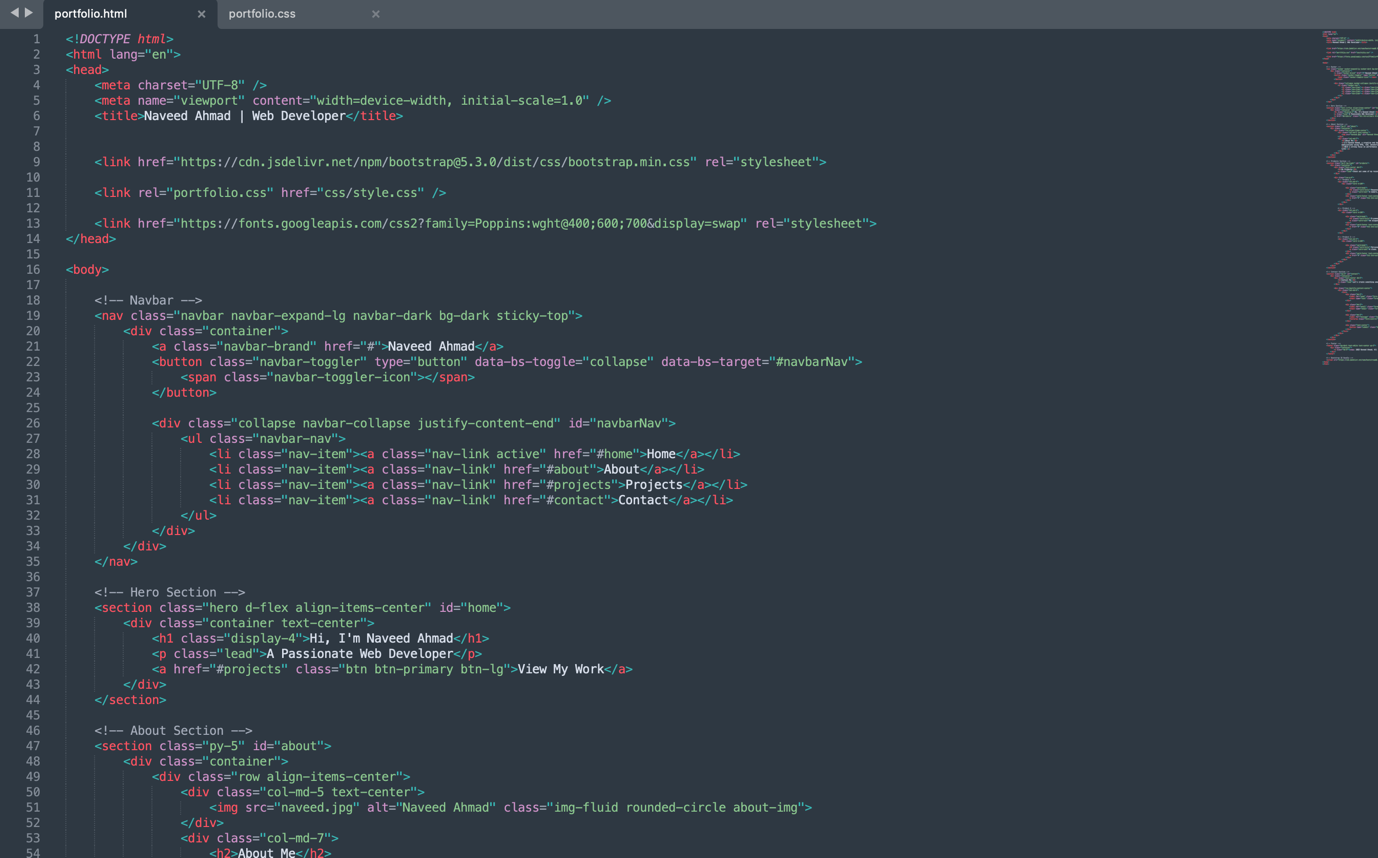 portfolio.html
portfolio.css
1 <!DOCTYPE html>
2 <html lang="en">
3 <head>
4     <meta charset="UTF-8" />
5     <meta name="viewport" content="width=device-width, initial-scale=1.0" />
6     <title>Naveed Ahmad | Web Developer</title>
7
8
9     <link href="https://cdn.jsdelivr.net/npm/bootstrap@5.3.0/dist/css/bootstrap.min.css" rel="stylesheet">
10
11     <link rel="portfolio.css" href="css/style.css" />
12
13     <link href="https://fonts.googleapis.com/css2?family=Poppins:wght@400;600;700&display=swap" rel="stylesheet">
14 </head>
15
16 <body>
17
18     <!-- Navbar -->
19     <nav class="navbar navbar-expand-lg navbar-dark bg-dark sticky-top">
20         <div class="container">
21             <a class="navbar-brand" href="#">Naveed Ahmad</a>
22             <button class="navbar-toggler" type="button" data-bs-toggle="collapse" data-bs-target="#navbarNav">
23                 <span class="navbar-toggler-icon"></span>
24             </button>
25
26             <div class="collapse navbar-collapse justify-content-end" id="navbarNav">
27                 <ul class="navbar-nav">
28                     <li class="nav-item"><a class="nav-link active" href="#home">Home</a></li>
29                     <li class="nav-item"><a class="nav-link" href="#about">About</a></li>
30                     <li class="nav-item"><a class="nav-link" href="#projects">Projects</a></li>
31                     <li class="nav-item"><a class="nav-link" href="#contact">Contact</a></li>
32                 </ul>
33             </div>
34         </div>
35     </nav>
36
37     <!-- Hero Section -->
38     <section class="hero d-flex align-items-center" id="home">
39         <div class="container text-center">
40             <h1 class="display-4">Hi, I'm Naveed Ahmad</h1>
41             <p class="lead">A Passionate Web Developer</p>
42             <a href="#projects" class="btn btn-primary btn-lg">View My Work</a>
43         </div>
44     </section>
45
46     <!-- About Section -->
47     <section class="py-5" id="about">
48         <div class="container">
49             <div class="row align-items-center">
50                 <div class="col-md-5 text-center">
51                     <img src="naveed.jpg" alt="Naveed Ahmad" class="img-fluid rounded-circle about-img">
52                 </div>
53                 <div class="col-md-7">
54                     <h2>About Me</h2>